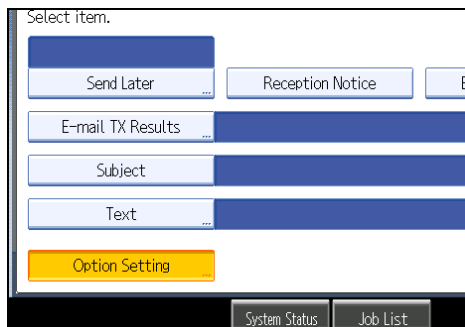 Select item.
Send Later Reception Notice
E-mail TX Results
Subject
Text
Option Setting
System Status Job List